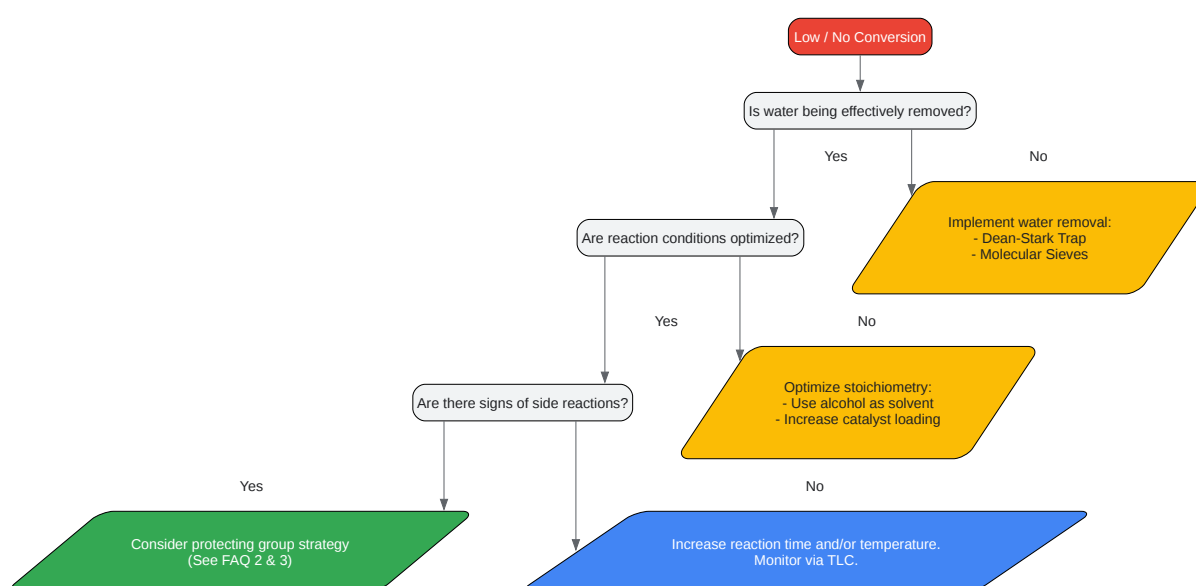 Low / No Conversion
Is water being effectively removed?
Yes
No
Implement water removal:
- Dean-Stark Trap
- Molecular Sieves
Are reaction conditions optimized?
Yes
No
Optimize stoichiometry:
- Use alcohol as solvent
- Increase catalyst loading
Are there signs of side reactions?
Yes
No
Consider protecting group strategy
(See FAQ 2 & 3)
Increase reaction time and/or temperature.
Monitor via TLC.